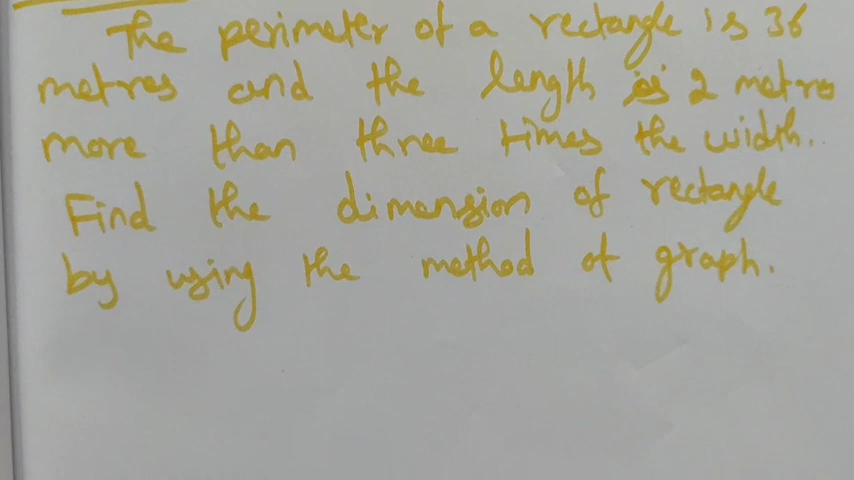 The perimeter of a rectangle is 36
metres and the length is 2 metres
more than three times the width.
Find the dimension of rectangle
by using the method of graph.